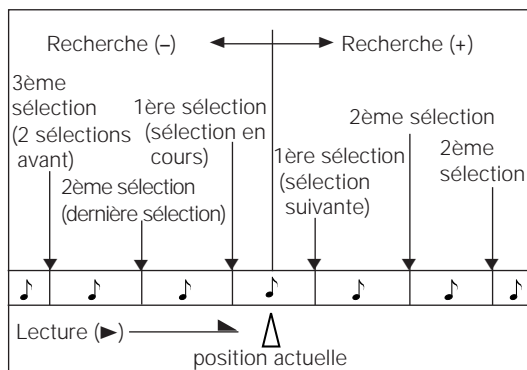 Recherche (–)
Recherche (+)
3ème
sélection
(2 sélections
avant)
1ère sélection
(sélection en
cours)
2ème sélection
(dernière sélection)
1ère sélection
(sélection
suivante)
2ème sélection
2ème
sélection
Lecture (►)
position actuelle